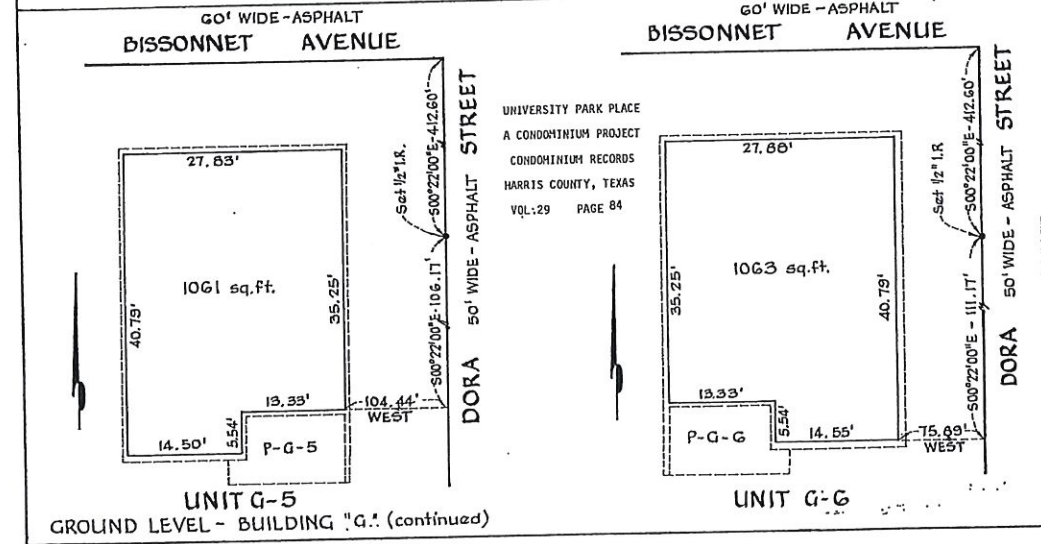 60' WIDE - ASPHALT
BISSONNET AVENUE
27.83'
1061 sq.ft.
40.79'
35.25'
13.33'
14.50'
5.54'
P-G-5
104.44'
WEST
Set 1/2" I.R.
S00°22'00"E-412.60'
S00°22'00"E-106.17'
DORA 50' WIDE - ASPHALT STREET
UNIT G-5
GROUND LEVEL - BUILDING "G." (continued)
UNIVERSITY PARK PLACE
A CONDOMINIUM PROJECT
CONDOMINIUM RECORDS
HARRIS COUNTY, TEXAS
VOL. 29 PAGE 84
60' WIDE - ASPHALT
BISSONNET AVENUE
27.88'
1063 sq.ft.
35.25'
40.79'
13.33'
P-G-6
5.54'
14.55'
75.89'
WEST
Set 1/2" I.R
S00°22'00"E-412.60'
S00°22'00"E - 111.17'
DORA 50' WIDE - ASPHALT STREET
UNIT G-6